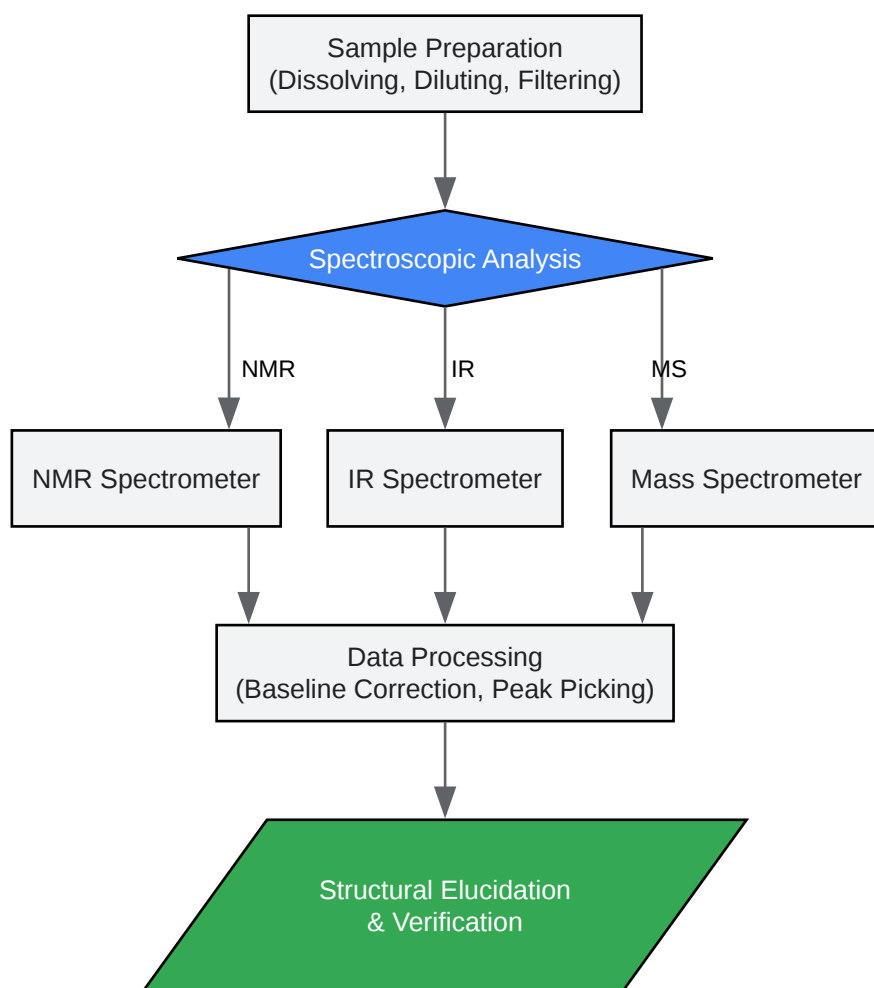 Sample Preparation
(Dissolving, Diluting, Filtering)
Spectroscopic Analysis
NMR
IR
MS
NMR Spectrometer
IR Spectrometer
Mass Spectrometer
Data Processing
(Baseline Correction, Peak Picking)
Structural Elucidation
& Verification